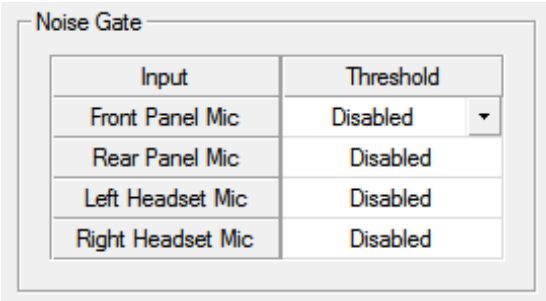 Noise Gate
Input Threshold
Front Panel Mic Disabled
Rear Panel Mic Disabled
Left Headset Mic Disabled
Right Headset Mic Disabled